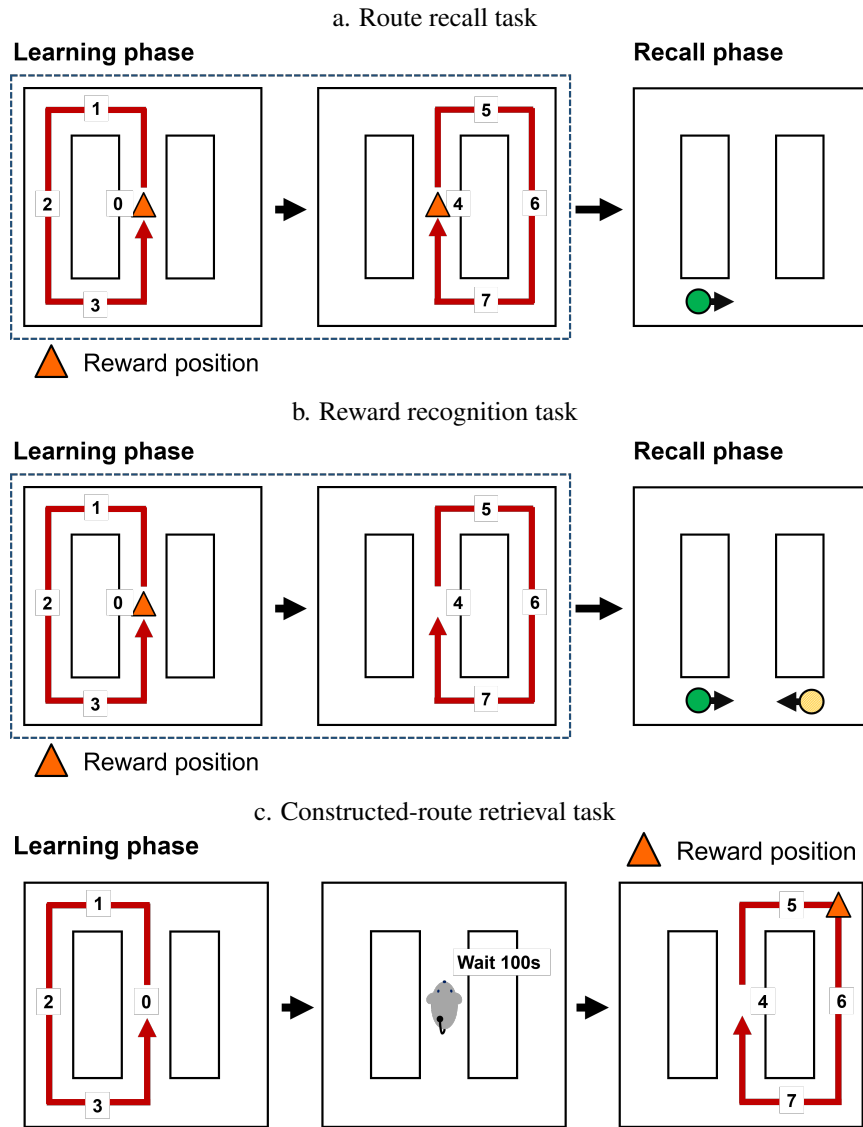 a. Route recall task
Learning phase
Recall phase
1
5
2
0
4
6
3
7
Reward position
b. Reward recognition task
Learning phase
Recall phase
1
5
2
0
4
6
3
7
Reward position
c. Constructed-route retrieval task
Learning phase
Reward position
1
5
Wait 100s
2
0
4
6
3
7